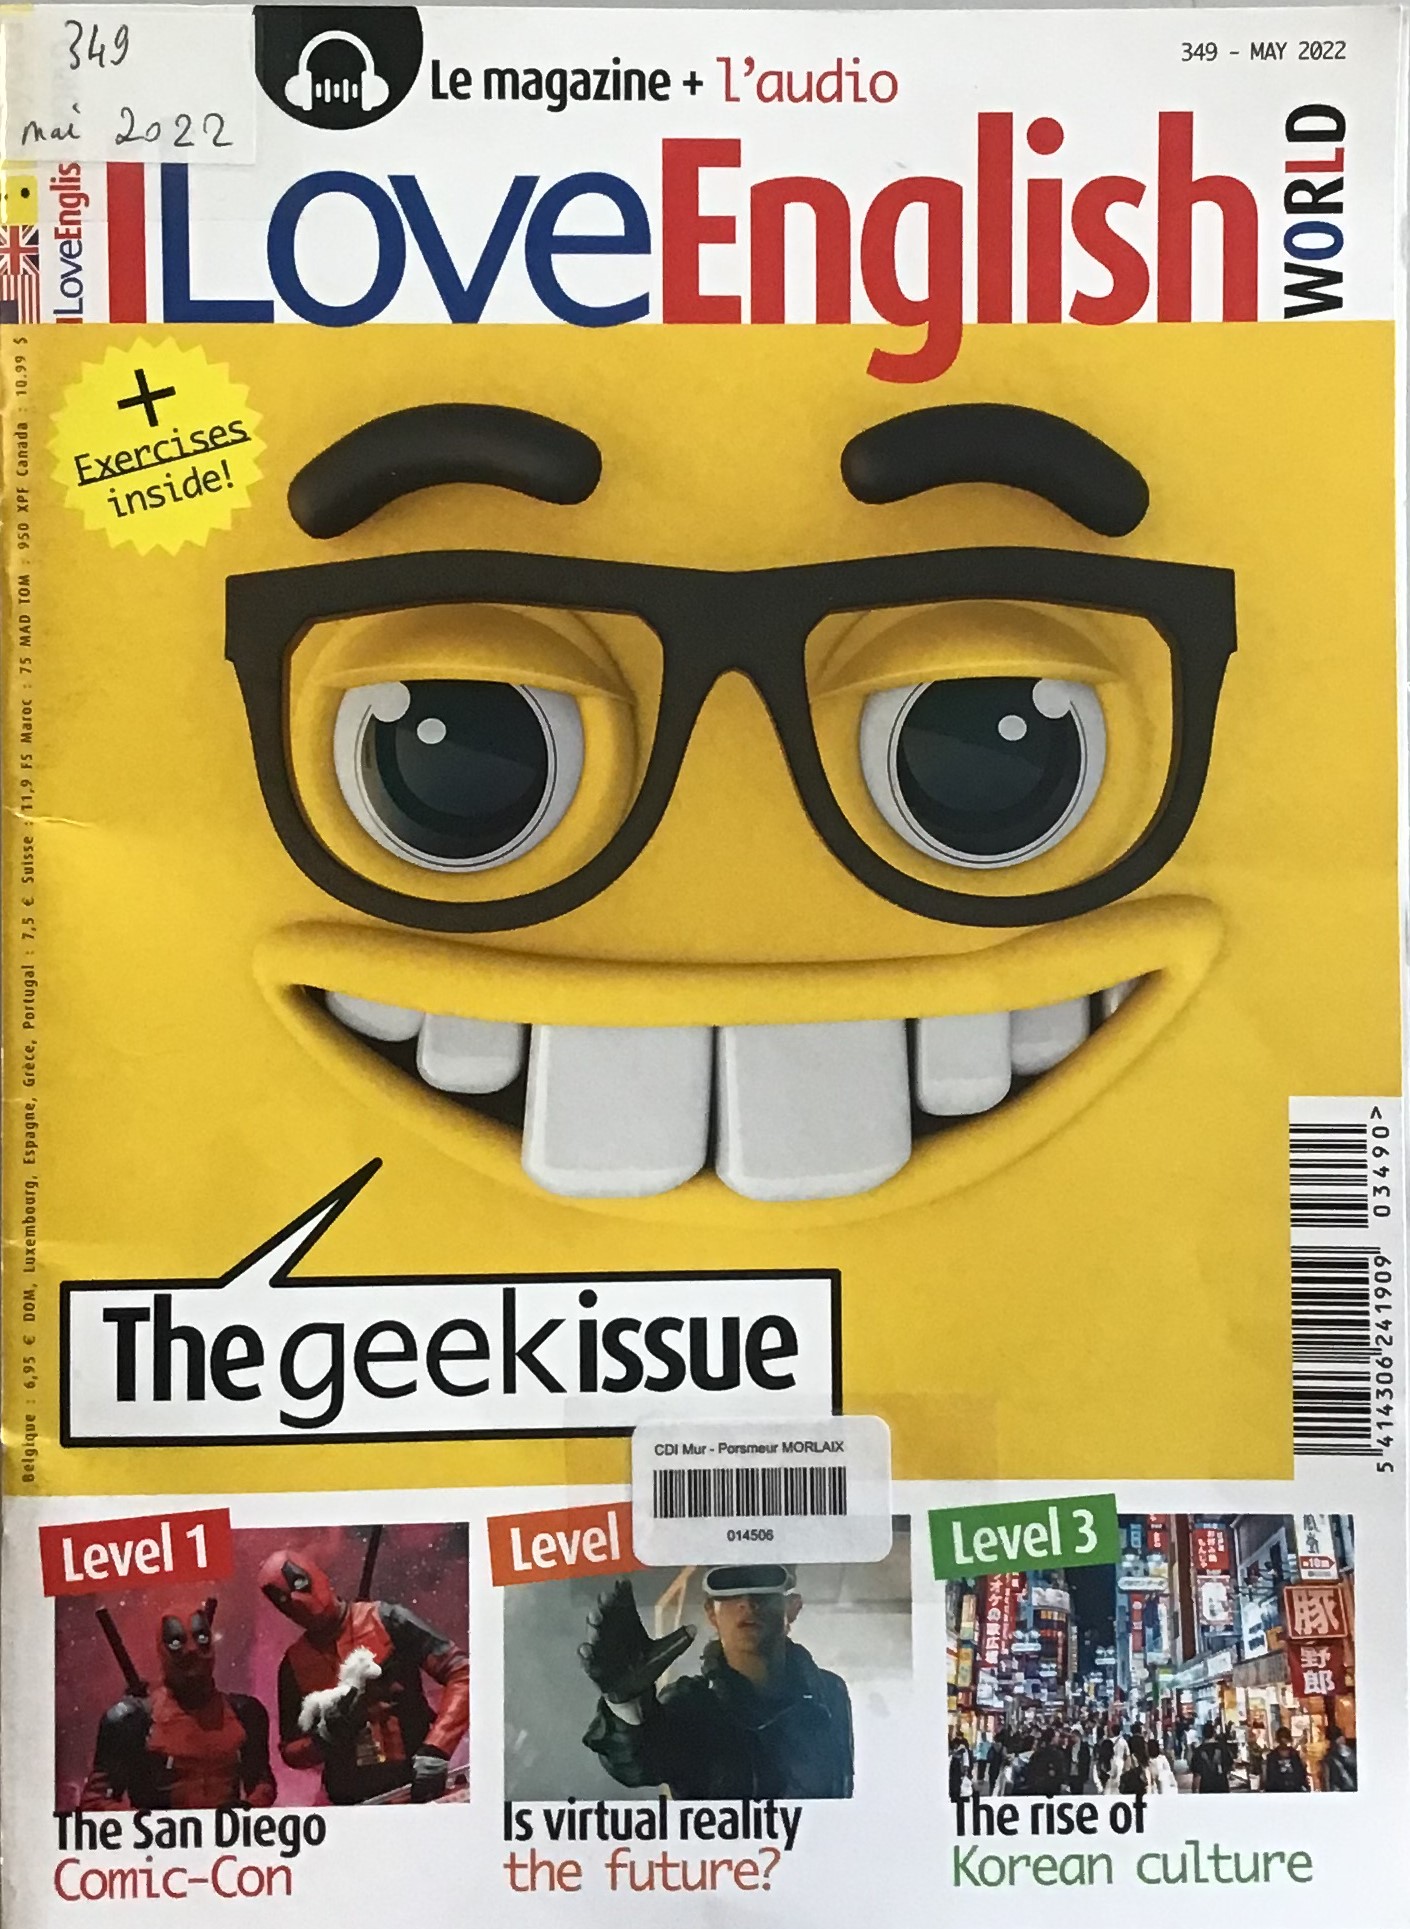 349
mai 2022
Le magazine + l'audio
349 - MAY 2022
ILoveEnglish
WORLD
ILoveEnglis
+
Exercises
inside!
Belgique : 6,95 € DOM, Luxembourg, Espagne, Grèce, Portugal : 7,5 € Suisse : 11,9 FS Maroc : 75 MAD TOM : 950 XPF Canada : 10.99 $
The geek issue
5 414306 241909 03490>
CDI Mur - Porsmeur MORLAIX
014506
Level 1
Level
Level 3
豚
野
郎
The San Diego
Comic-Con
Is virtual reality
the future?
The rise of
Korean culture